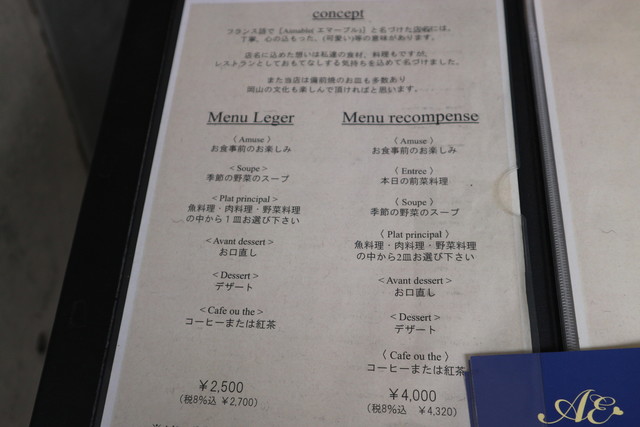 concept
フランス語で【Aimablist エマーブル】と名づけた店名には、
丁寧、心の込もった、(可愛い)等の意味があります。
店名に込めた想いは私達の食材、料理もですが、
レストランとしておもてなしする気持ちを込めて名づけました。
また当店は備前焼のお皿も多数あり
岡山の文化も楽しんで頂ければと思います。
Menu Leger
〈 Amuse 〉
お食事前のお楽しみ
< Soupe >
季節の野菜のスープ
< Plat principal >
魚料理・肉料理・野菜料理
の中から1皿お選び下さい
< Avant dessert >
お口直し
< Dessert >
デザート
< Cafe ou the >
コーヒーまたは紅茶
￥2,500
(税8%込 ￥2,700)
Menu recompense
〈 Amuse 〉
お食事前のお楽しみ
〈 Entree 〉
本日の前菜料理
〈 Soupe 〉
季節の野菜のスープ
〈 Plat principal 〉
魚料理・肉料理・野菜料理
の中から2皿お選び下さい
< Avant dessert >
お口直し
< Dessert >
デザート
〈 Cafe ou the 〉
コーヒーまたは紅茶
￥4,000
(税8%込 ￥4,320)
AE